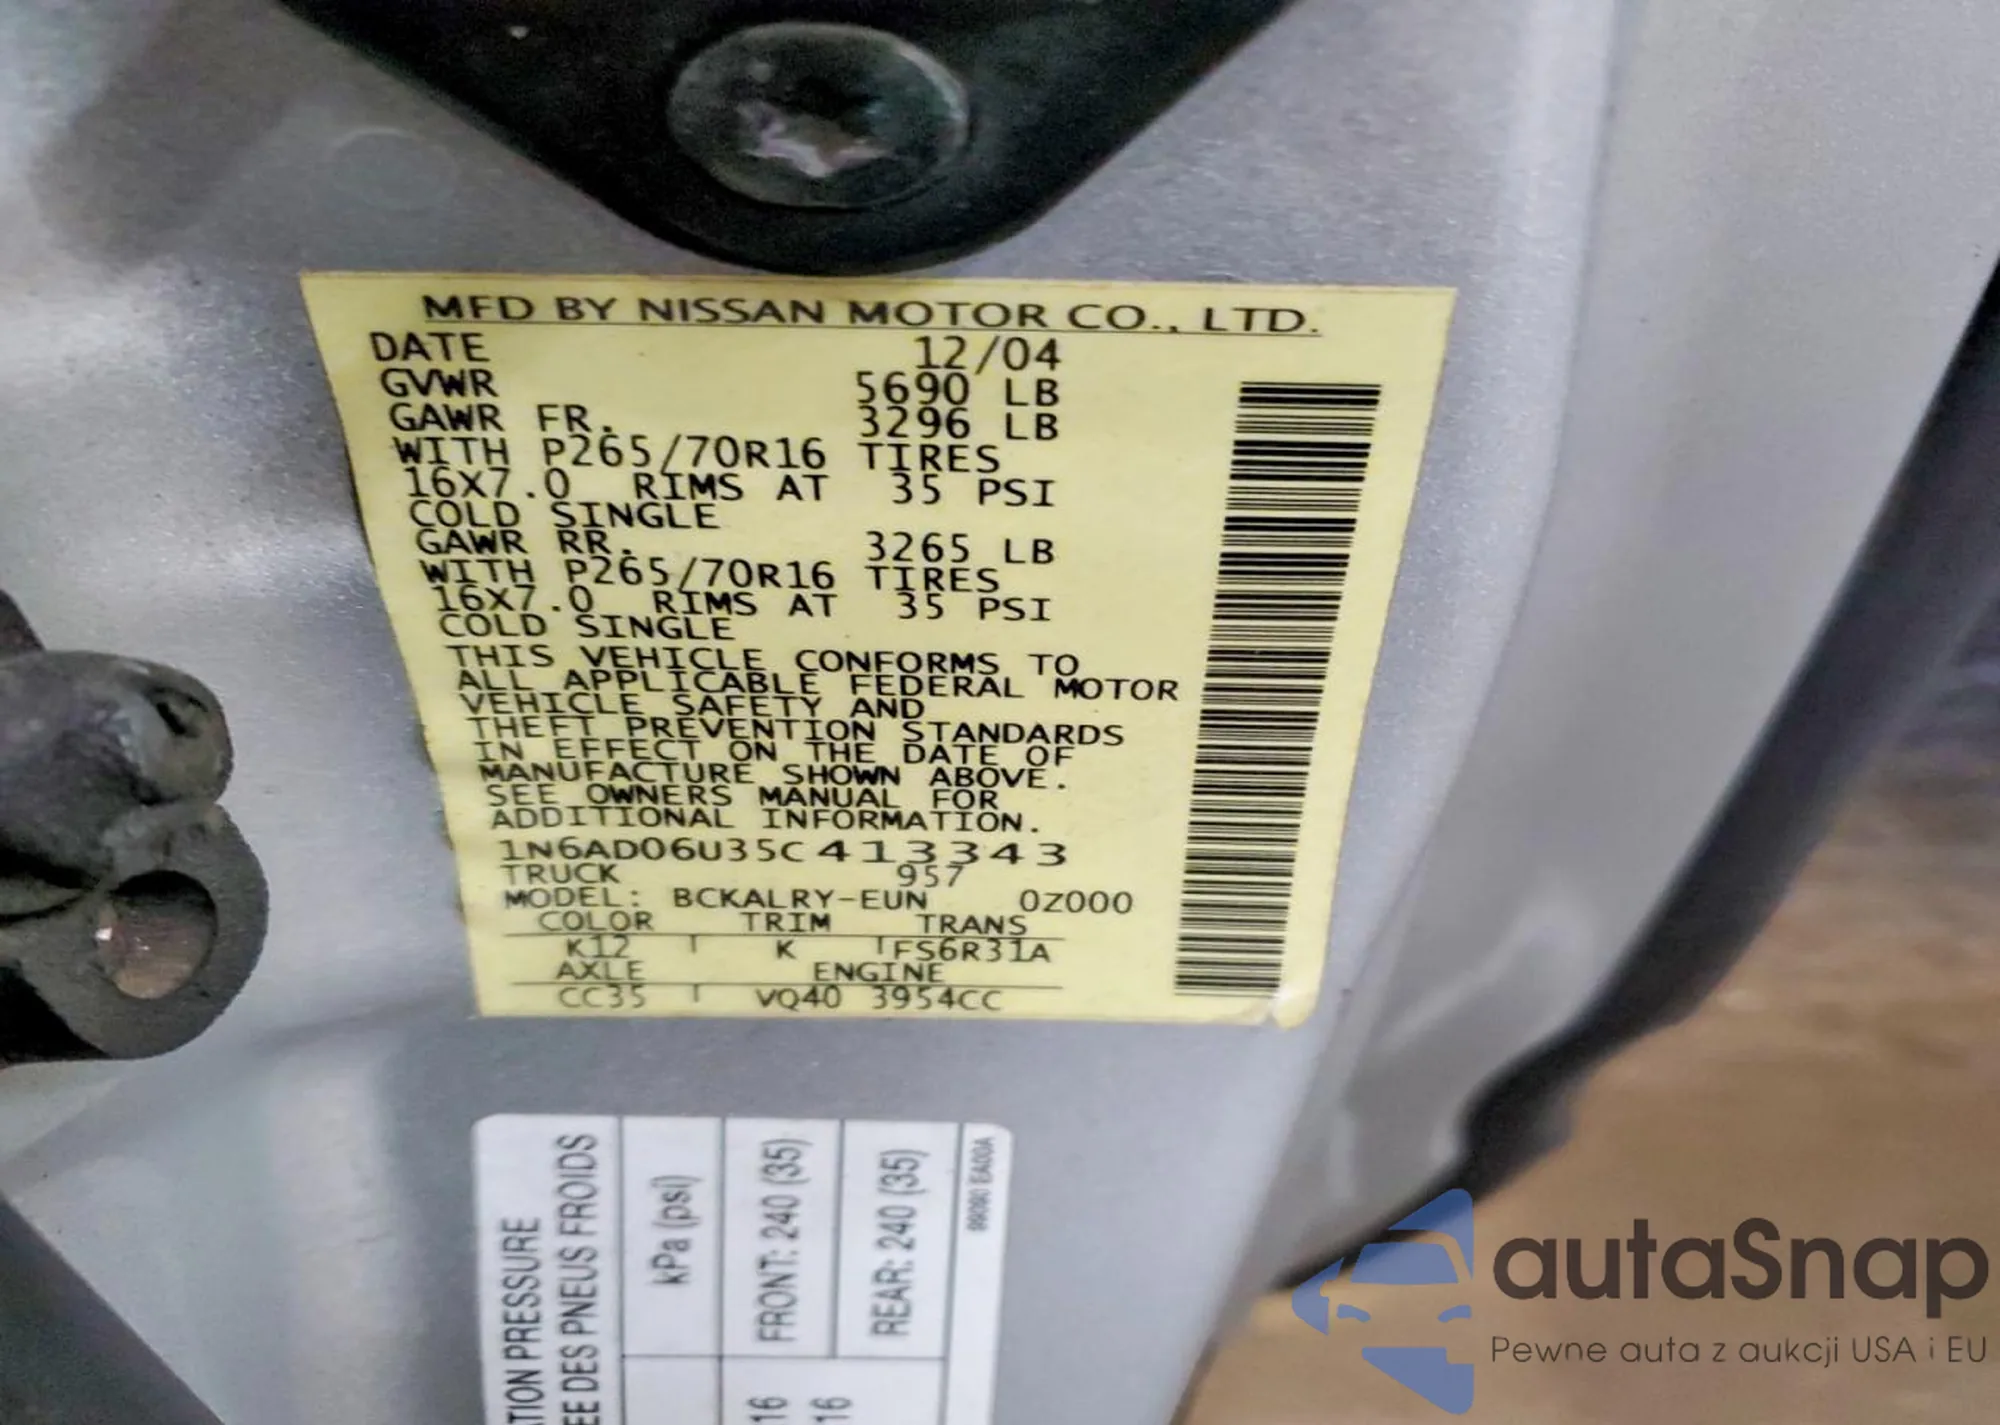 MFD BY NISSAN MOTOR CO., LTD.
DATE 12/04
GVWR 5690 LB
GAWR FR. 3296 LB
WITH P265/70R16 TIRES
16X7.0 RIMS AT 35 PSI
COLD SINGLE
GAWR RR. 3265 LB
WITH P265/70R16 TIRES
16X7.0 RIMS AT 35 PSI
COLD SINGLE
THIS VEHICLE CONFORMS TO
ALL APPLICABLE FEDERAL MOTOR
VEHICLE SAFETY AND
THEFT PREVENTION STANDARDS
IN EFFECT ON THE DATE OF
MANUFACTURE SHOWN ABOVE.
SEE OWNERS MANUAL FOR
ADDITIONAL INFORMATION.
1N6AD06U35C413343
TRUCK 957
MODEL: BCKALRY-EUN 0Z000
COLOR TRIM TRANS
K12 K FS6R31A
AXLE ENGINE
CC35 VQ40 3954CC
TION PRESSURE
EE DES PNEUS FROIDS
kPa (psi)
FRONT: 240 (35)
REAR: 240 (35)
16
16
autaSnap
Pewne auta z aukcji USA i EU